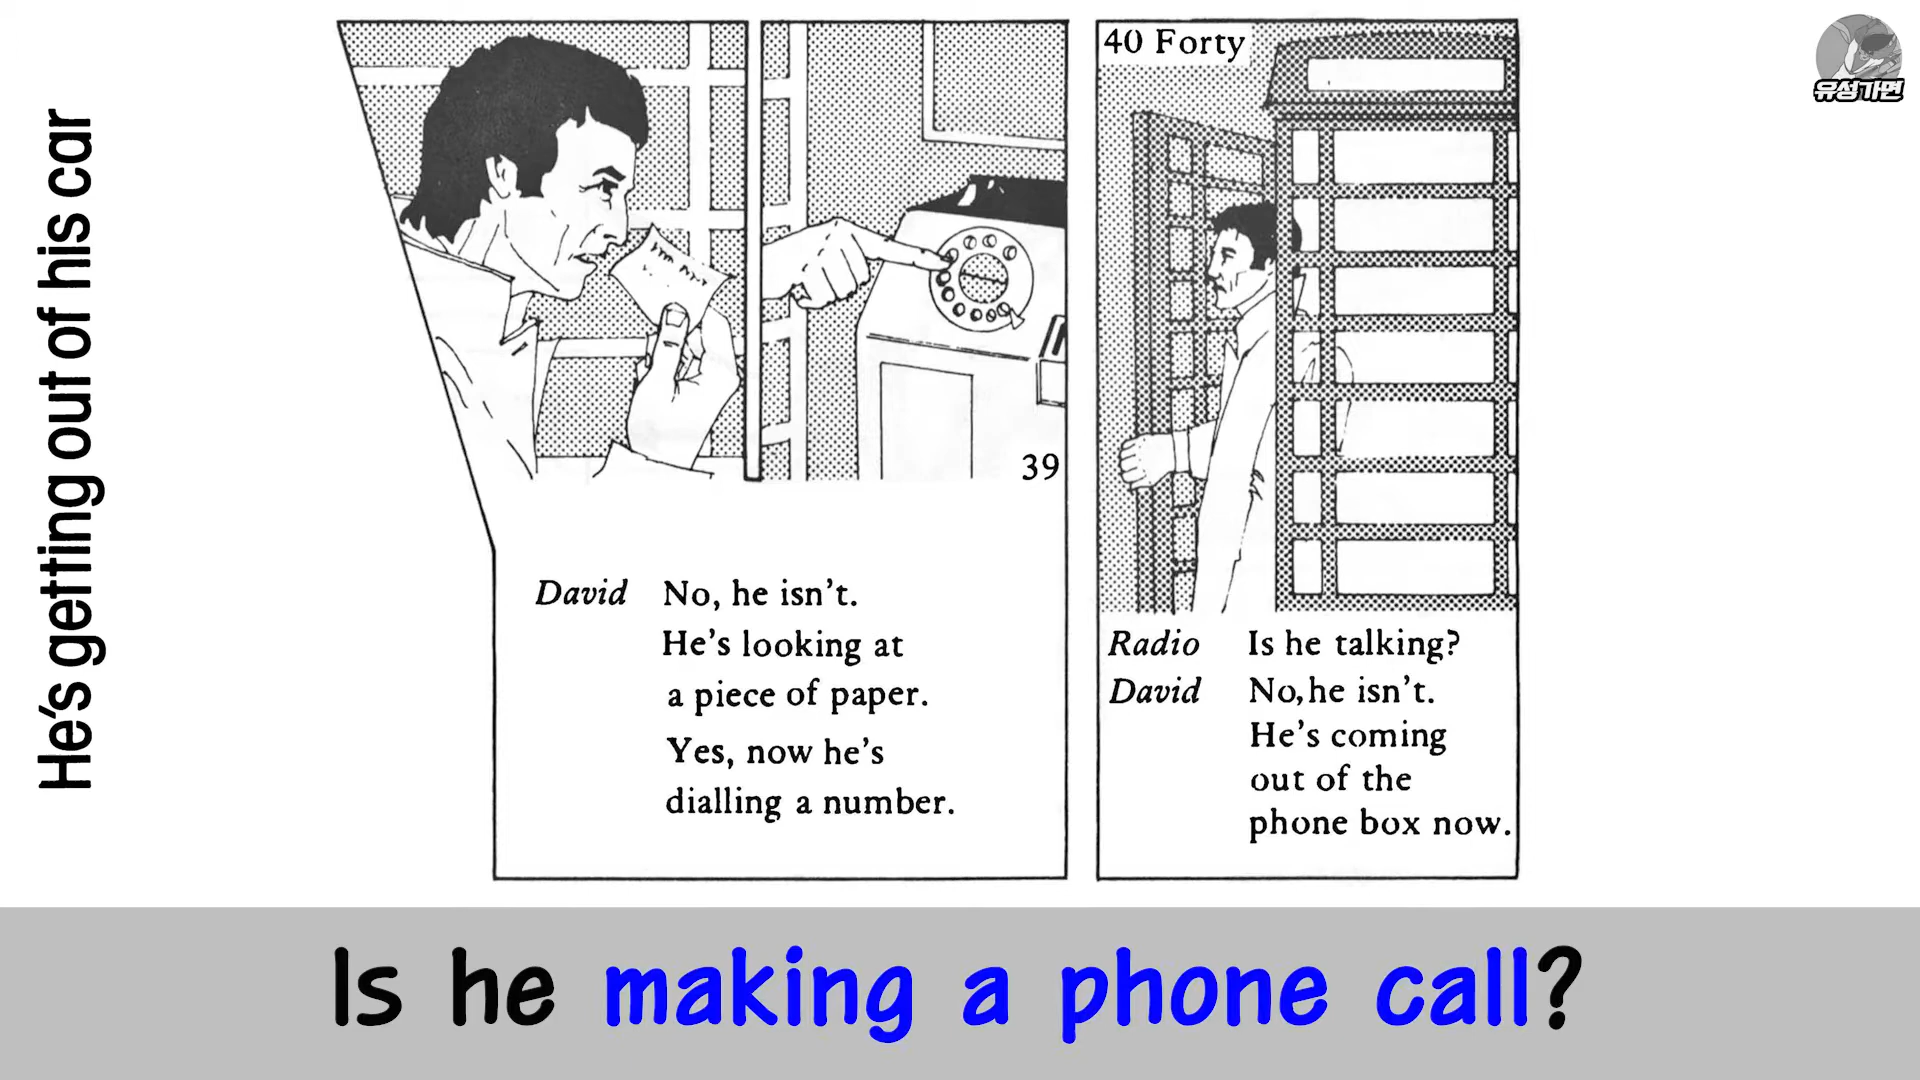 He's getting out of his car
39
David No, he isn't.
He's looking at
a piece of paper.
Yes, now he's
dialling a number.
40 Forty
Radio Is he talking?
David No, he isn't.
He's coming
out of the
phone box now.
유성가면
Is he making a phone call?